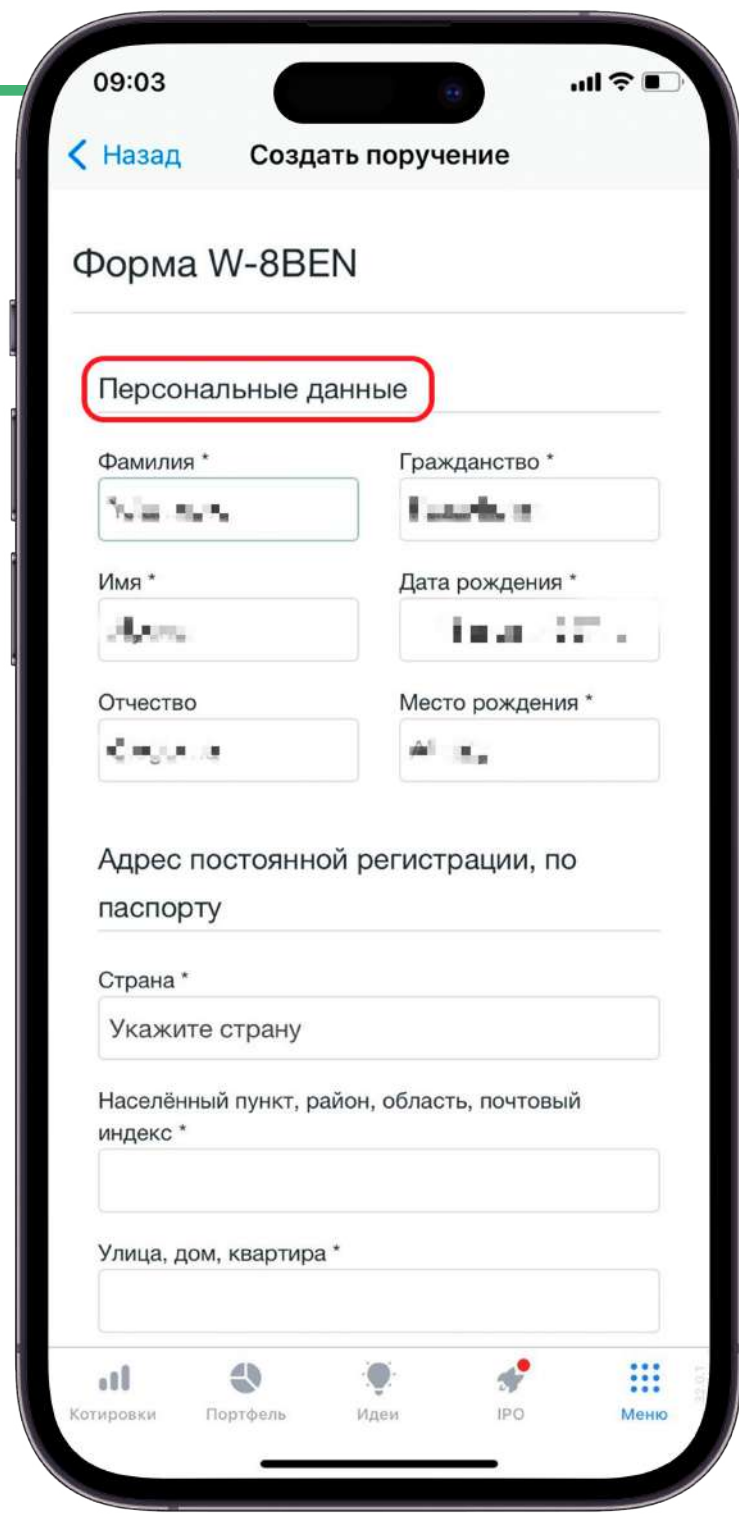 09:03
Назад
Создать поручение
Форма W-8BEN
Персональные данные
Фамилия *
Гражданство *
Имя *
Дата рождения *
Отчество
Место рождения *
Адрес постоянной регистрации, по
паспорту
Страна *
Укажите страну
Населённый пункт, район, область, почтовый
индекс *
Улица, дом, квартира *
Котировки
Портфель
Идеи
IPO
Меню